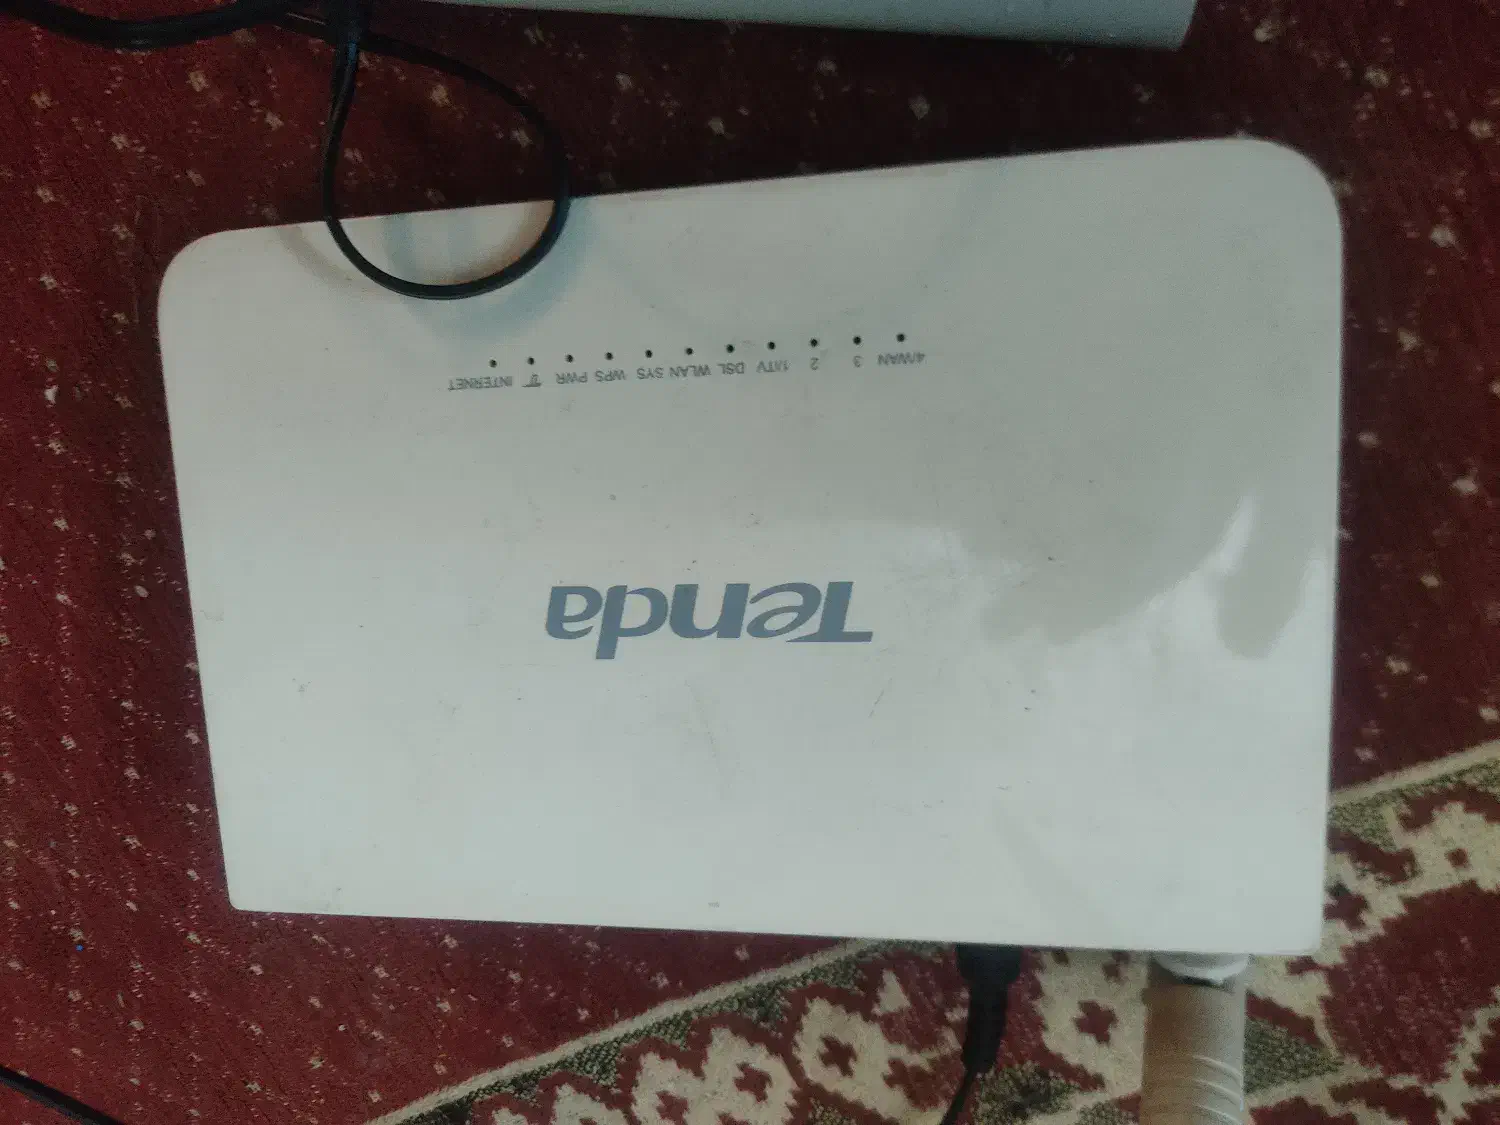 4/WAN 3 2 1/ITV DSL WLAN SYS WPS PWR INTERNET
Tenda